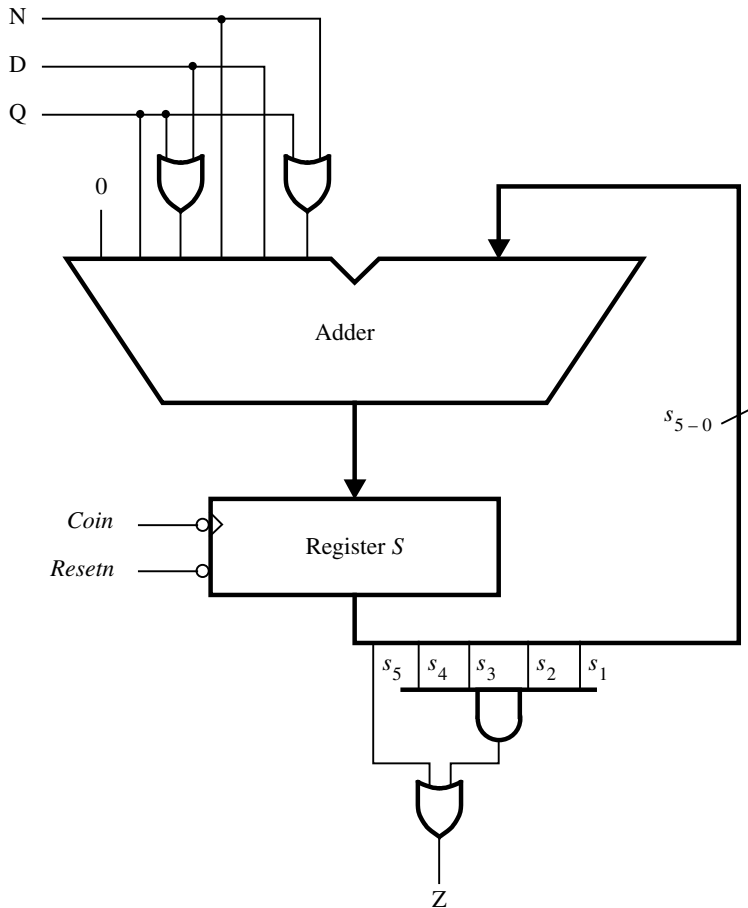 N
D
Q
0
Adder
s5 – 0
Coin
Register S
Resetn
s5 s4 s3 s2 s1
Z